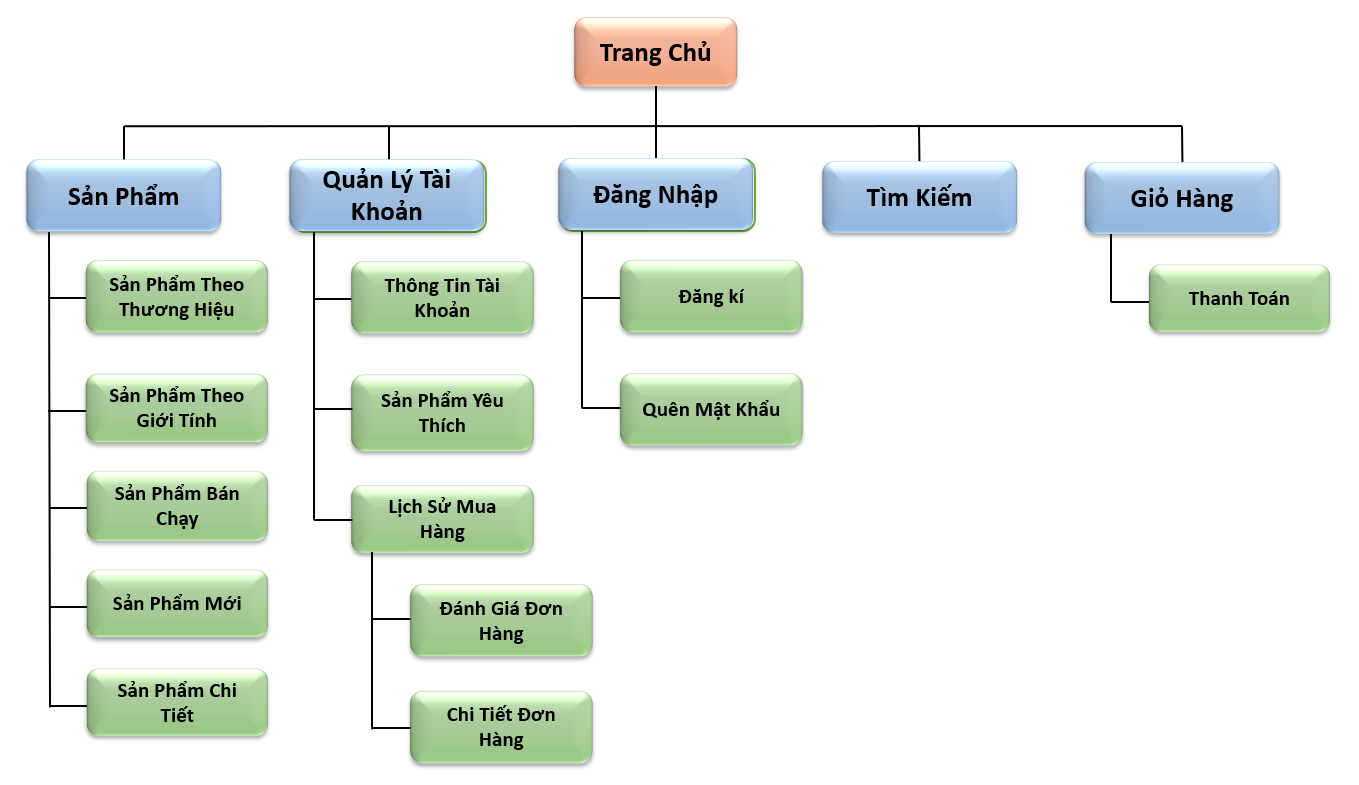 Trang Chủ
Sản Phẩm
Sản Phẩm Theo
Thương Hiệu
Sản Phẩm Theo
Giới Tính
Sản Phẩm Bán
Chạy
Sản Phẩm Mới
Sản Phẩm Chi
Tiết
Quản Lý Tài
Khoản
Thông Tin Tài
Khoản
Sản Phẩm Yêu
Thích
Lịch Sử Mua
Hàng
Đánh Giá Đơn
Hàng
Chi Tiết Đơn
Hàng
Đăng Nhập
Đăng kí
Quên Mật Khẩu
Tìm Kiếm
Giỏ Hàng
Thanh Toán